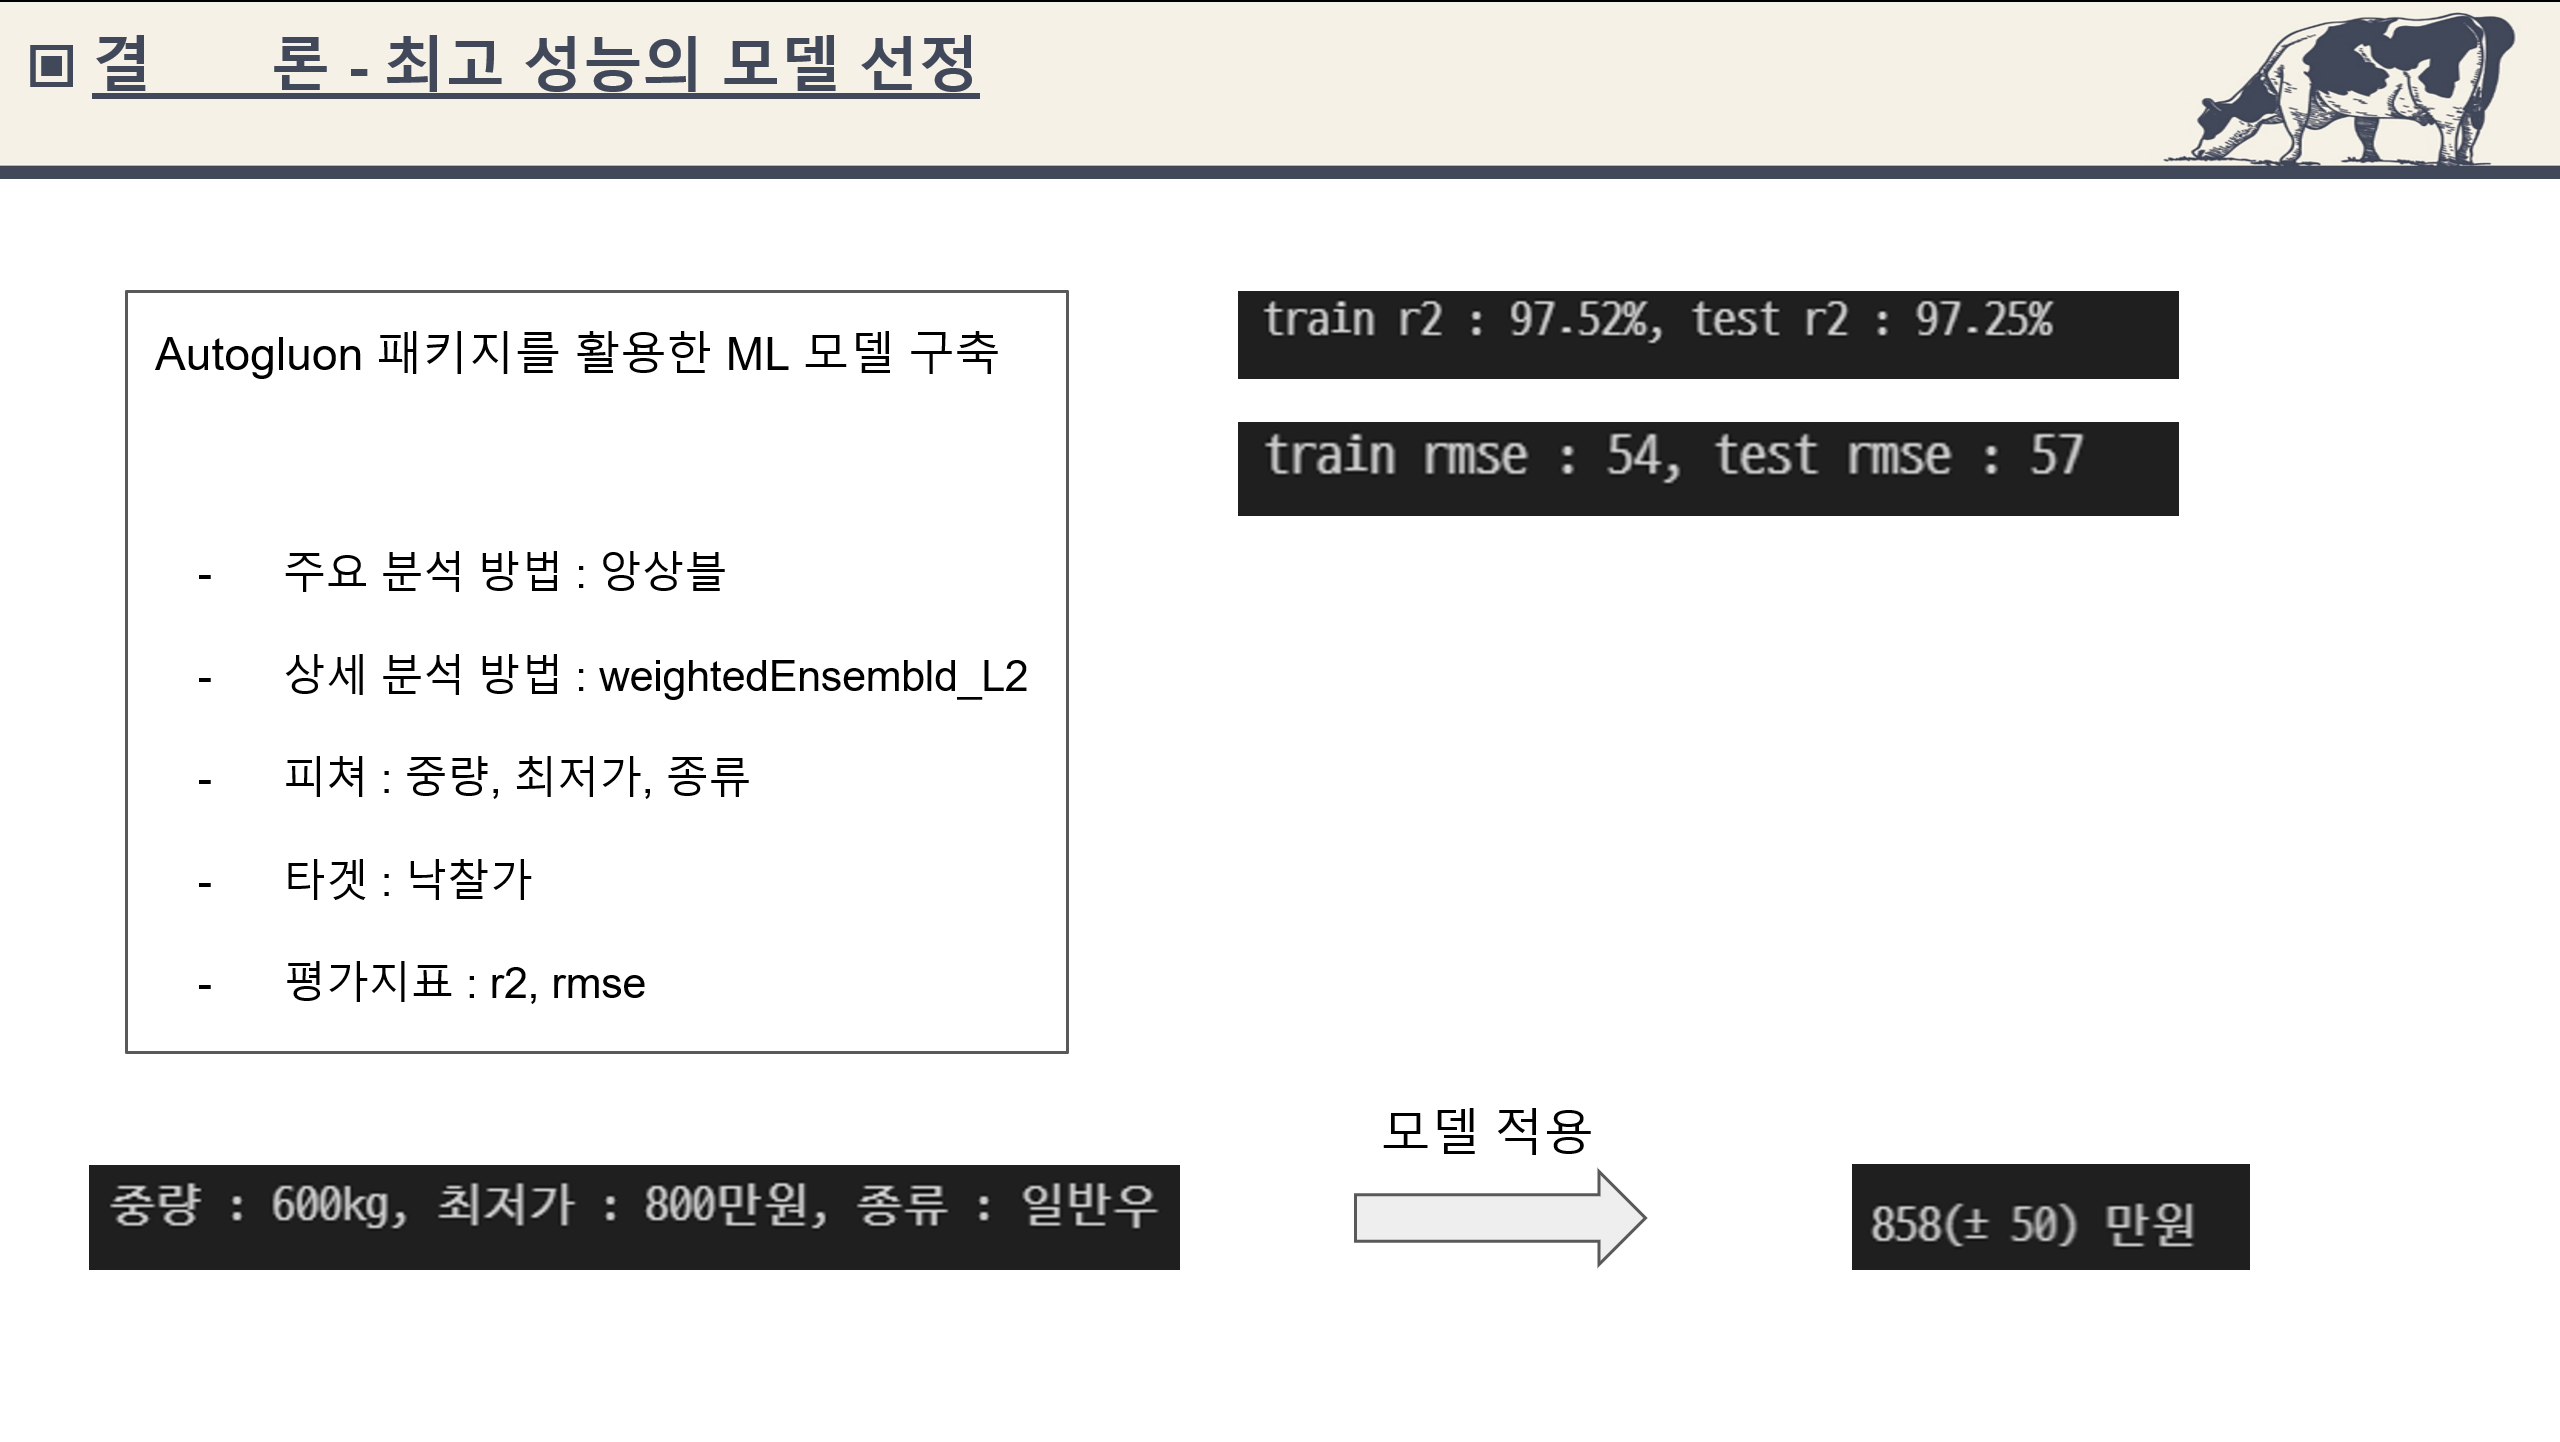 ▣ 결 론 - 최고 성능의 모델 선정
Autogluon 패키지를 활용한 ML 모델 구축
- 주요 분석 방법 : 앙상블
- 상세 분석 방법 : weightedEnsembld_L2
- 피쳐 : 중량, 최저가, 종류
- 타겟 : 낙찰가
- 평가지표 : r2, rmse
train r2 : 97.52%, test r2 : 97.25%
train rmse : 54, test rmse : 57
중량 : 600kg, 최저가 : 800만원, 종류 : 일반우
모델 적용
858(± 50) 만원